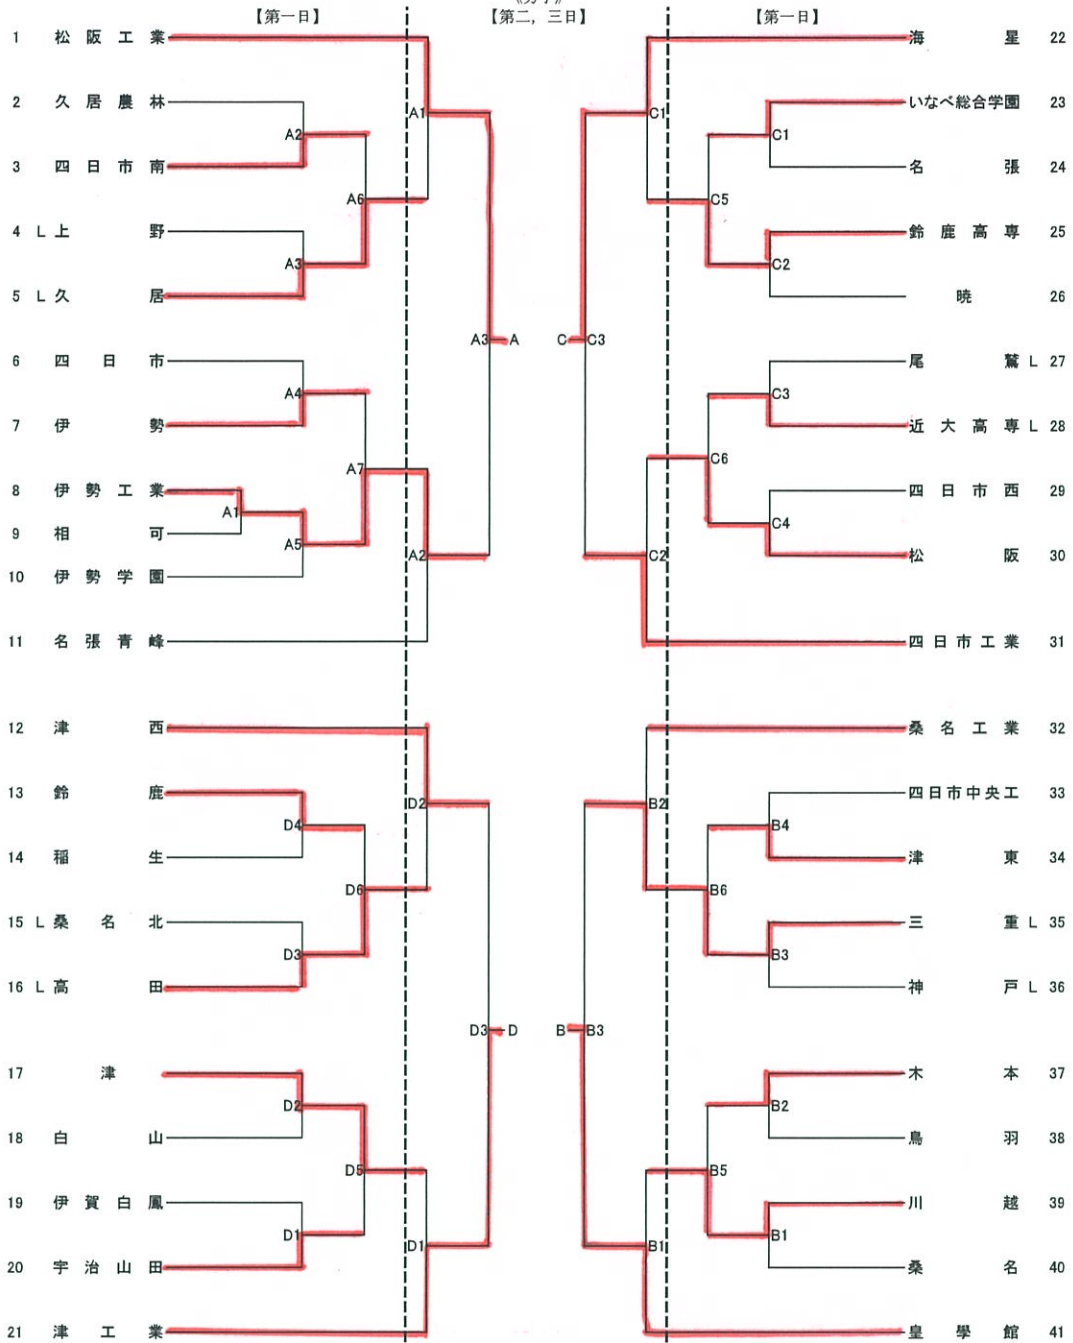 【第一日】 【第二，三日】 【第一日】
1 松阪工業
2 久居農林
3 四日市南
4 L 上野
5 L 久居
6 四日市
7 伊勢
8 伊勢工業
9 相可
10 伊勢学園
11 名張青峰
12 津西
13 鈴鹿
14 稲生
15 L 桑名北
16 L 高田
17 津
18 白山
19 伊賀白鳳
20 宇治山田
21 津工業
A2
A3
A4
A1
A5
A6
A7
A1
A2
A3 A
D4
D3
D2
D1
D6
D5
D2
D1
D3 D
C C3
C1
C2
C5
C6
C1
C2
C3
C4
B B3
B2
B1
B6
B5
B4
B3
B2
B1
海星 22
いなべ総合学園 23
名張 24
鈴鹿高専 25
暁 26
尾鷲 L 27
近大高専 L 28
四日市西 29
松阪 30
四日市工業 31
桑名工業 32
四日市中央工 33
津東 34
三重 L 35
神戸 L 36
木本 37
鳥羽 38
川越 39
桑名 40
皇學館 41